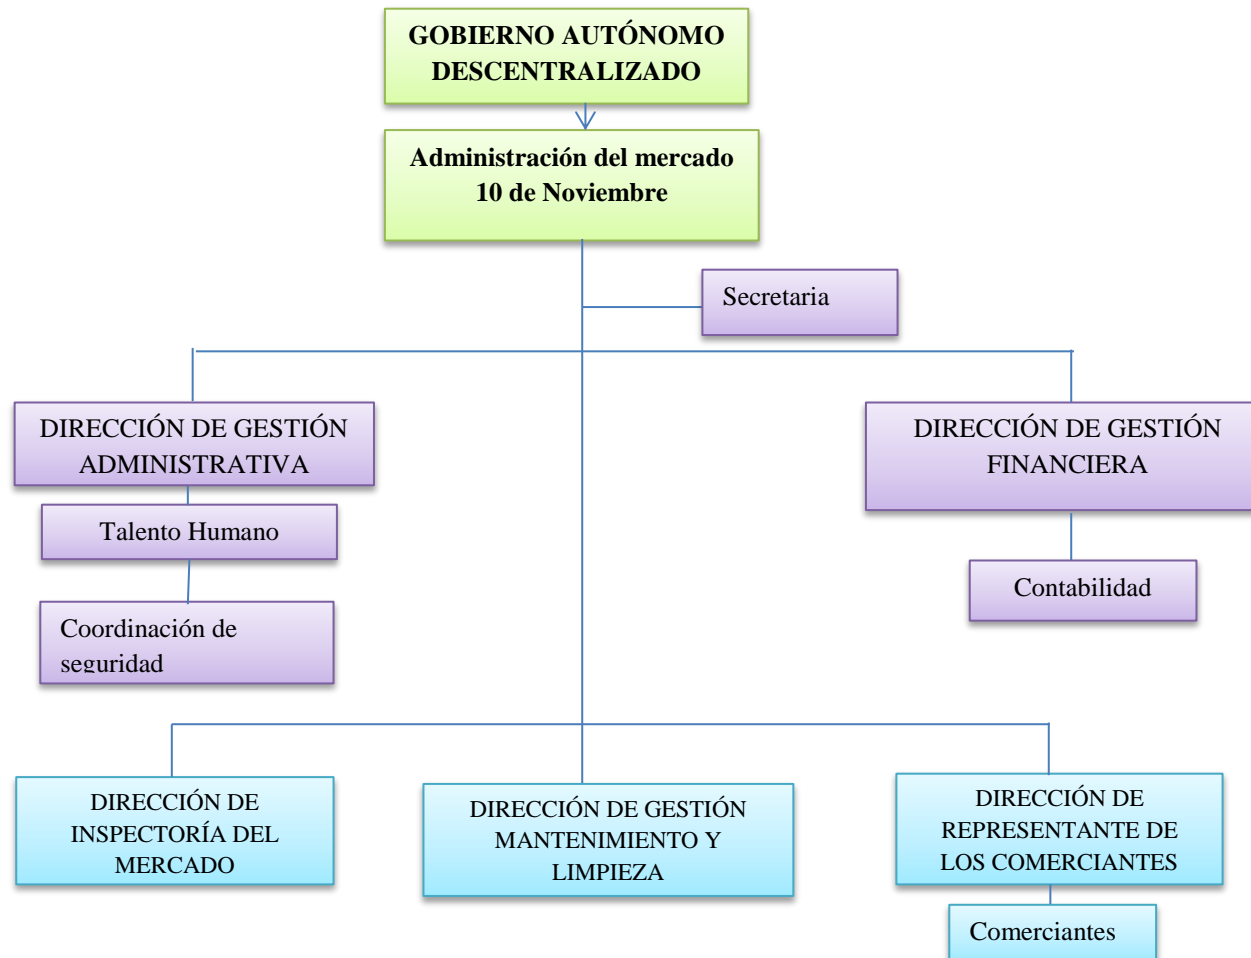 GOBIERNO AUTÓNOMO
DESCENTRALIZADO
Administración del mercado
10 de Noviembre
Secretaria
DIRECCIÓN DE GESTIÓN
ADMINISTRATIVA
DIRECCIÓN DE GESTIÓN
FINANCIERA
Talento Humano
Contabilidad
Coordinación de
seguridad
DIRECCIÓN DE
INSPECTORÍA DEL
MERCADO
DIRECCIÓN DE GESTIÓN
MANTENIMIENTO Y
LIMPIEZA
DIRECCIÓN DE
REPRESENTANTE DE
LOS COMERCIANTES
Comerciantes